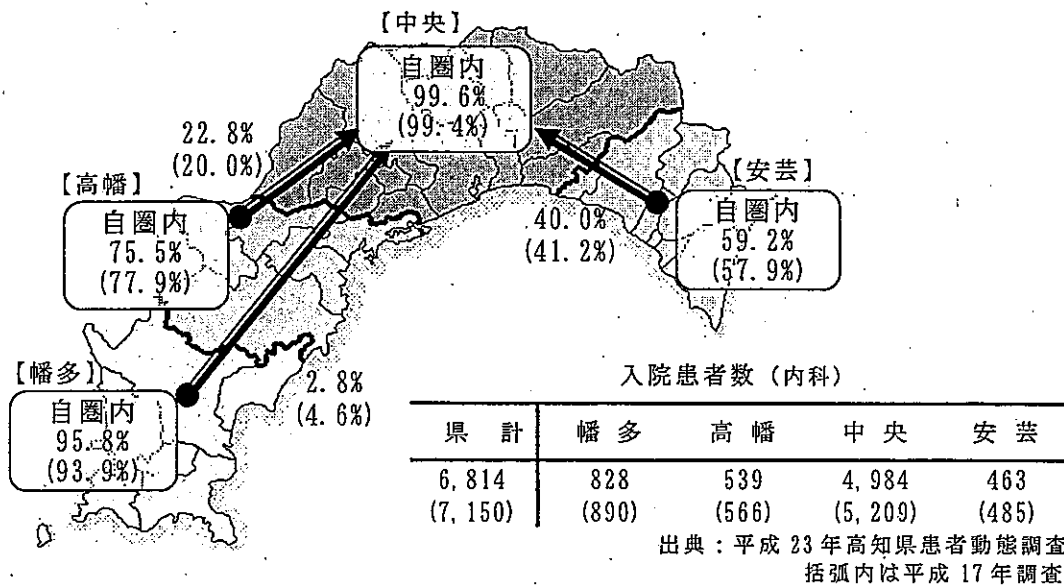 【中央】
自圏内
99.6%
(99.4%)
22.8%
(20.0%)
【高幡】
自圏内
75.5%
(77.9%)
【安芸】
自圏内
59.2%
(57.9%)
40.0%
(41.2%)
【幡多】
自圏内
95.8%
(93.9%)
2.8%
(4.6%)
入院患者数（内科）
県計 幡多 高幡 中央 安芸
6,814 828 539 4,984 463
(7,150) (890) (566) (5,209) (485)
出典：平成23年高知県患者動態調査
括弧内は平成17年調査